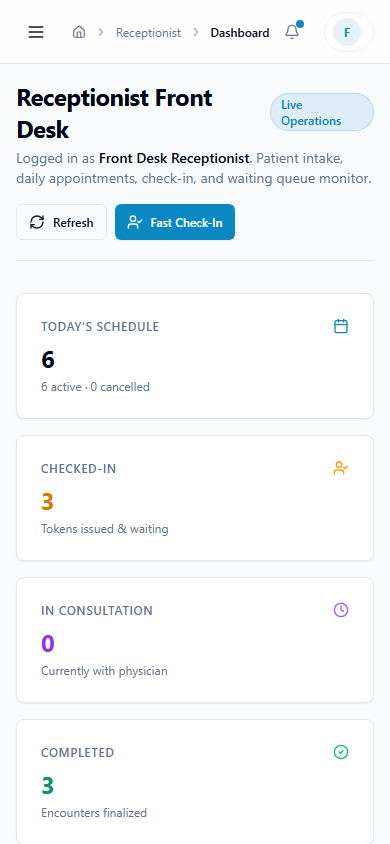 Receptionist Dashboard F
Receptionist Front
Desk
Live
Operations
Logged in as Front Desk Receptionist. Patient intake,
daily appointments, check-in, and waiting queue monitor.
Refresh Fast Check-In
TODAY'S SCHEDULE
6
6 active · 0 cancelled
CHECKED-IN
3
Tokens issued & waiting
IN CONSULTATION
0
Currently with physician
COMPLETED
3
Encounters finalized